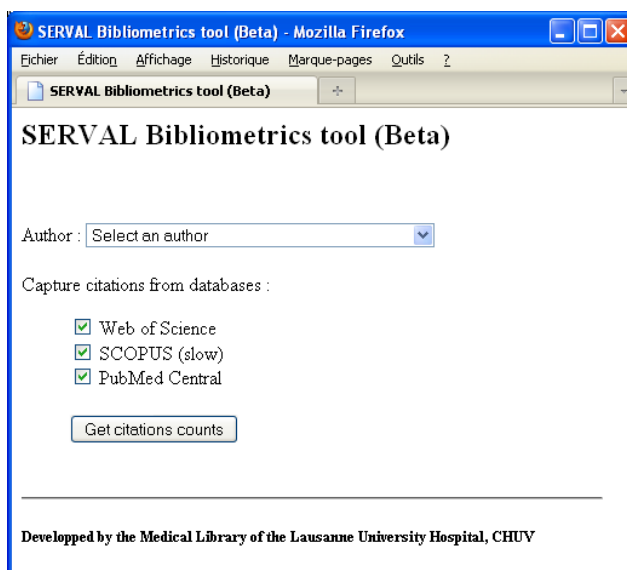 SERVAL Bibliometrics tool (Beta) - Mozilla Firefox
Fichier Édition Affichage Historique Marque-pages Outils ?
SERVAL Bibliometrics tool (Beta)
SERVAL Bibliometrics tool (Beta)
Author : Select an author
Capture citations from databases :
Web of Science
SCOPUS (slow)
PubMed Central
Get citations counts
Developped by the Medical Library of the Lausanne University Hospital, CHUV